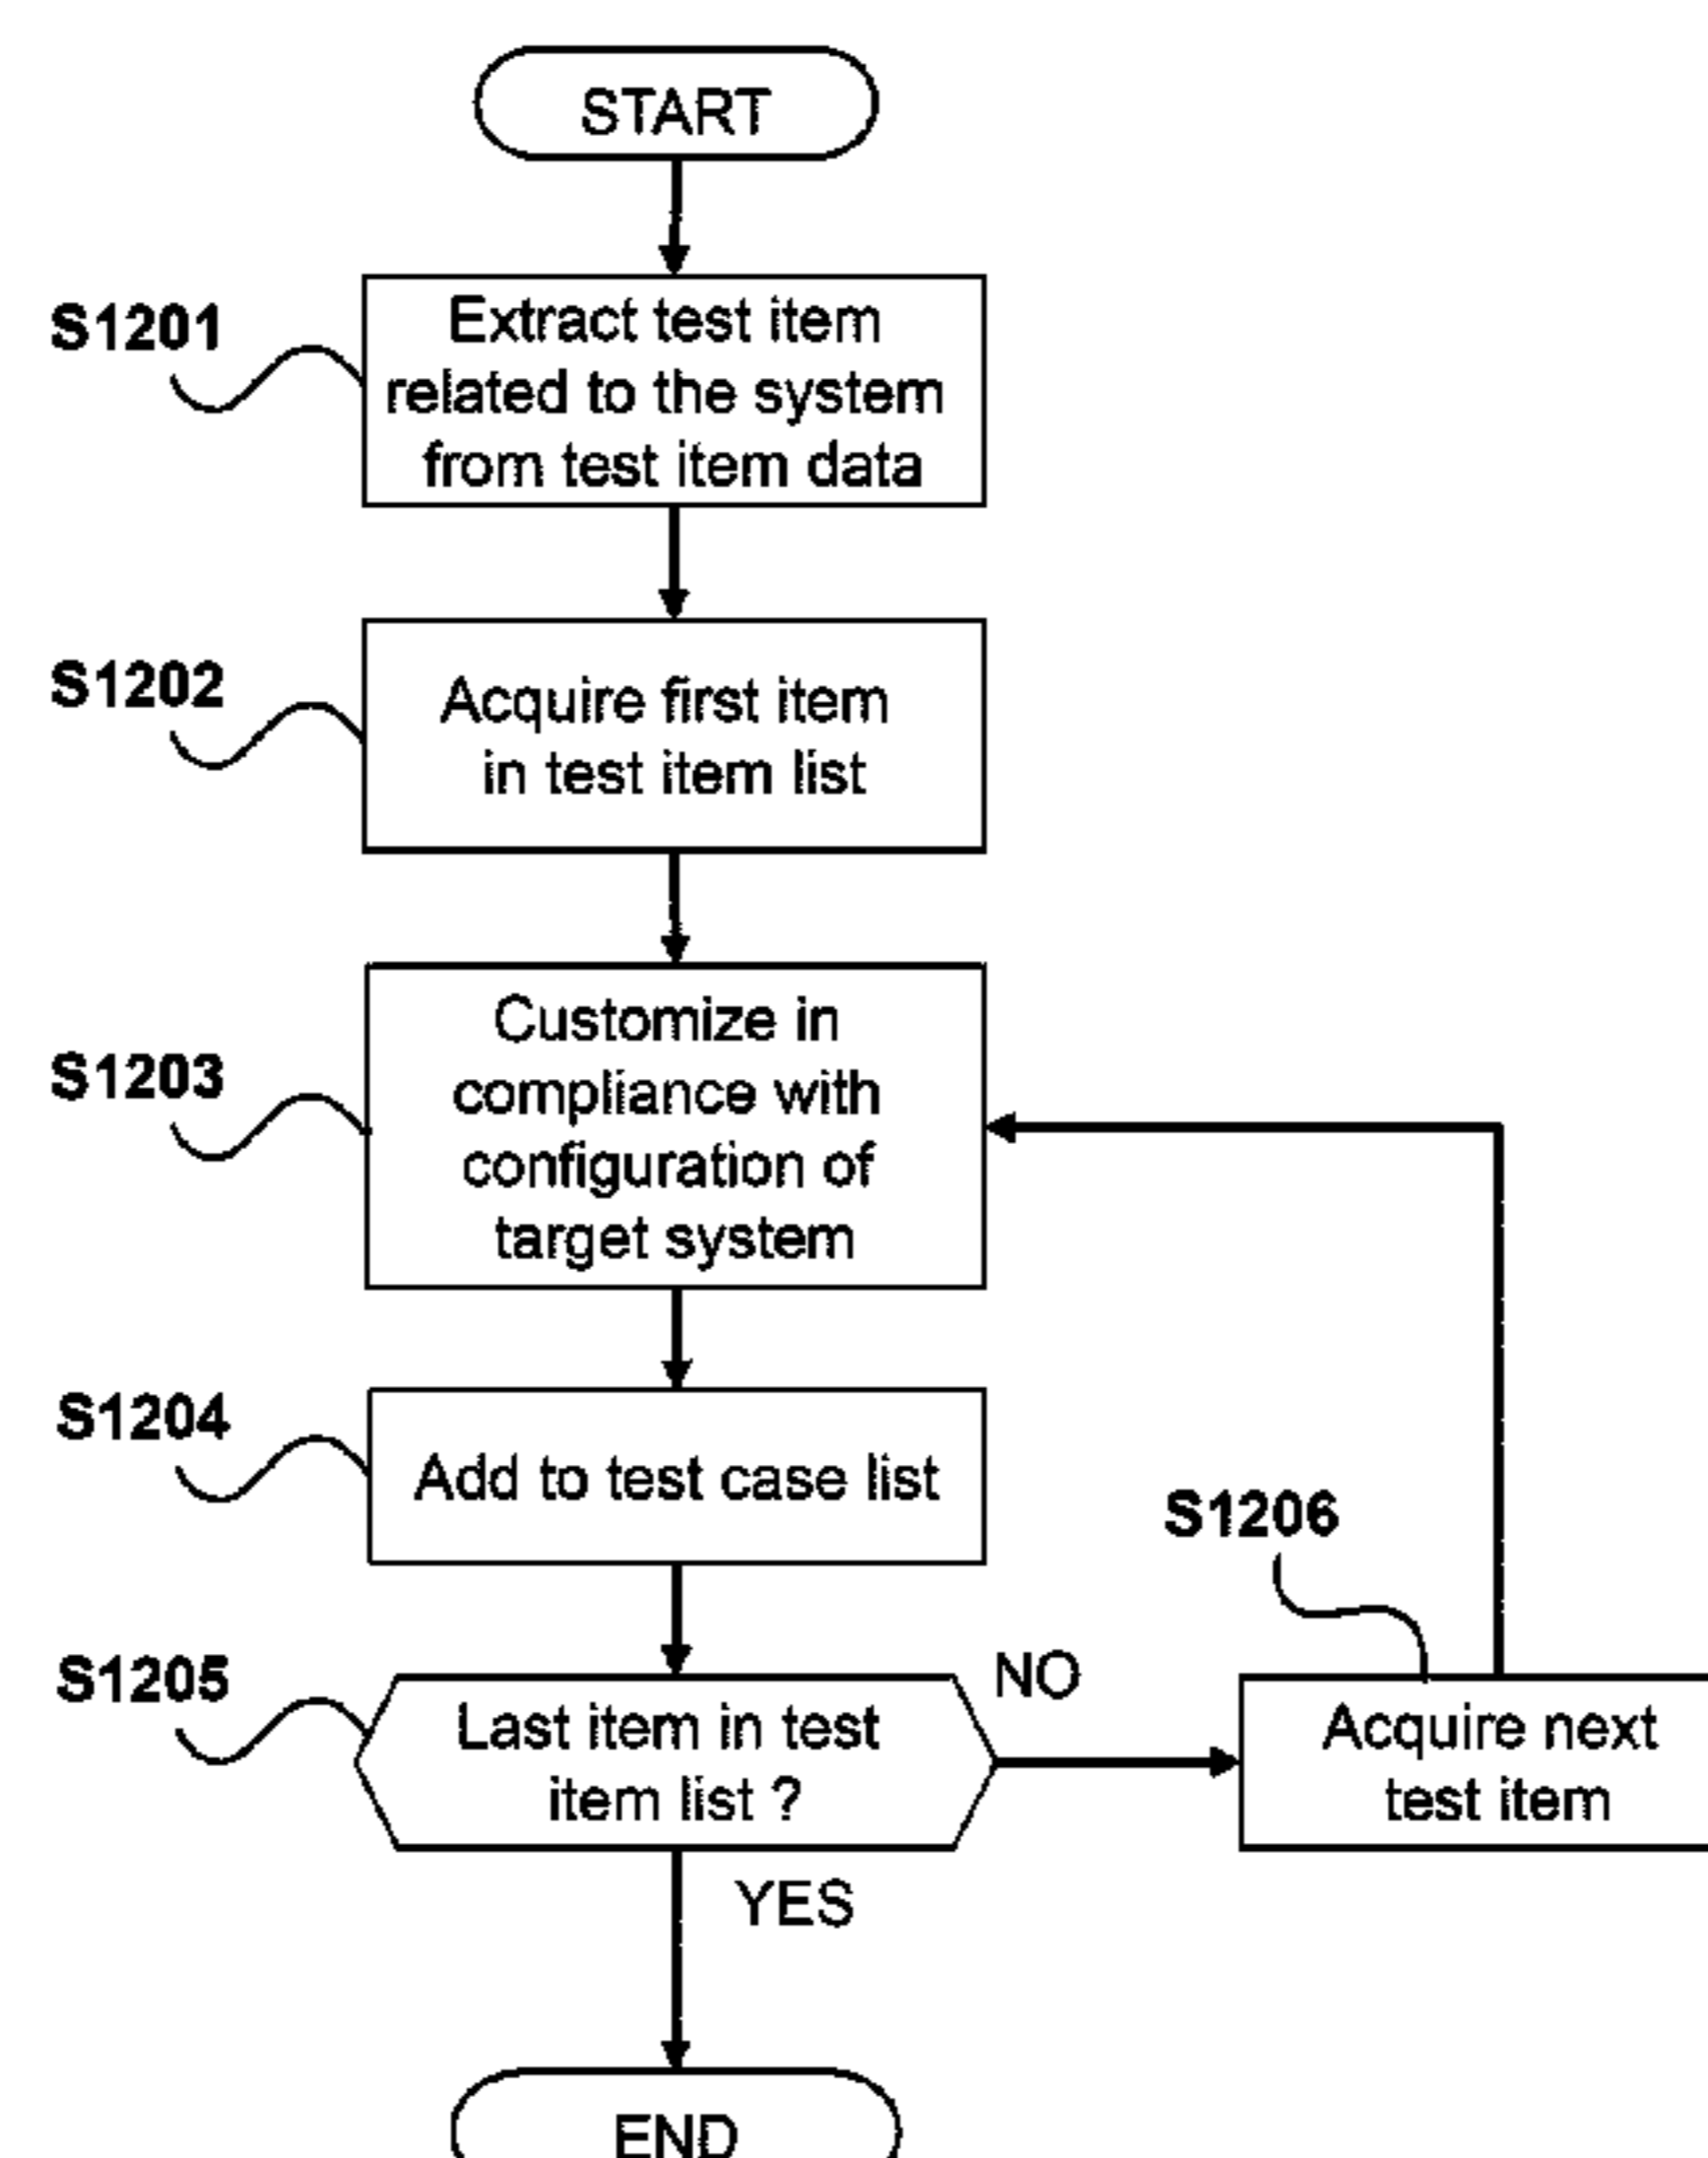 START
S1201
Extract test item
related to the system
from test item data
S1202
Acquire first item
in test item list
S1203
Customize in
compliance with
configuration of
target system
S1204
Add to test case list
S1206
S1205
Last item in test
item list ?
NO
Acquire next
test item
YES
END